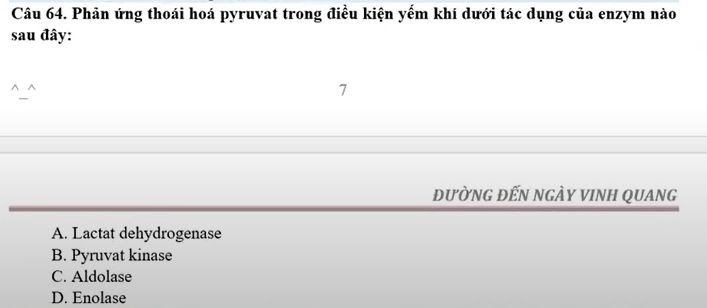 Câu 64. Phản ứng thoái hoá pyruvat trong điều kiện yếm khí dưới tác dụng của enzym nào
sau đây:
^_^
7
ĐƯỜNG ĐẾN NGÀY VINH QUANG
A. Lactat dehydrogenase
B. Pyruvat kinase
C. Aldolase
D. Enolase